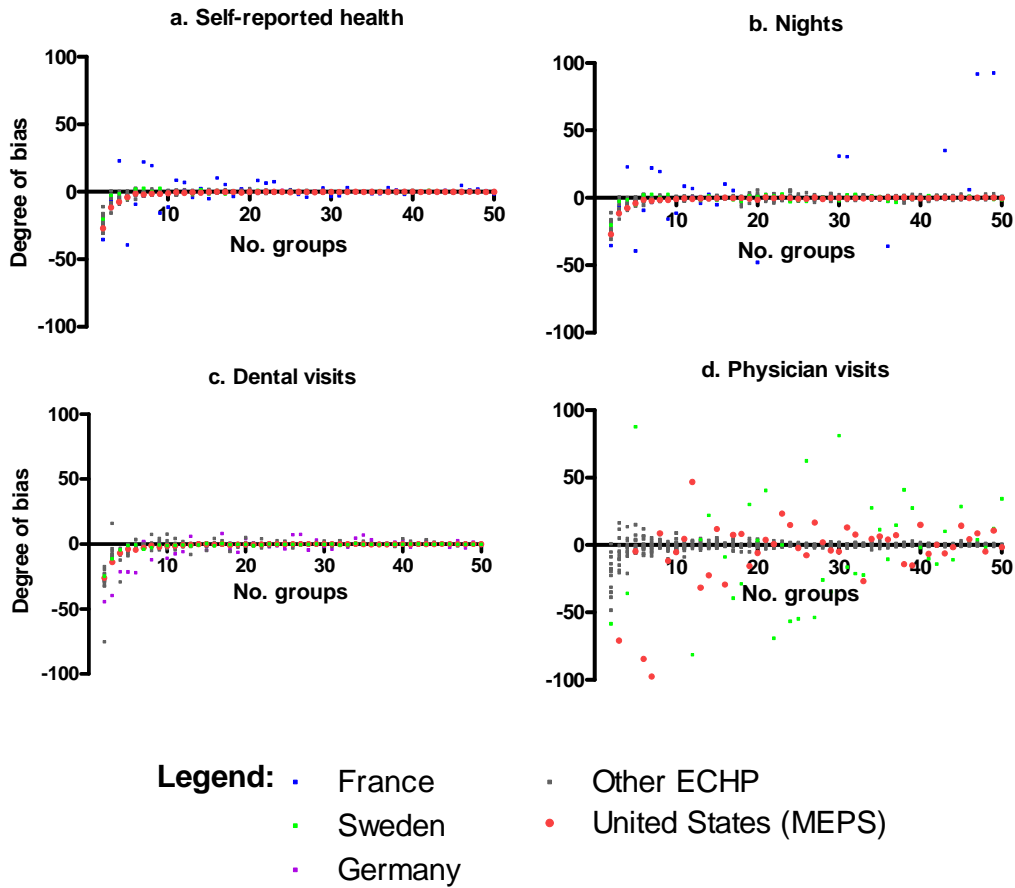 a. Self-reported health
100
50
0
-50
-100
Degree of bias
10
20
30
40
50
No. groups
b. Nights
100
50
0
-50
-100
10
20
30
40
50
No. groups
c. Dental visits
100
50
0
-50
-100
Degree of bias
10
20
30
40
50
No. groups
d. Physician visits
100
50
0
-50
-100
10
20
30
40
50
No. groups
Legend:
France
Sweden
Germany
Other ECHP
United States (MEPS)